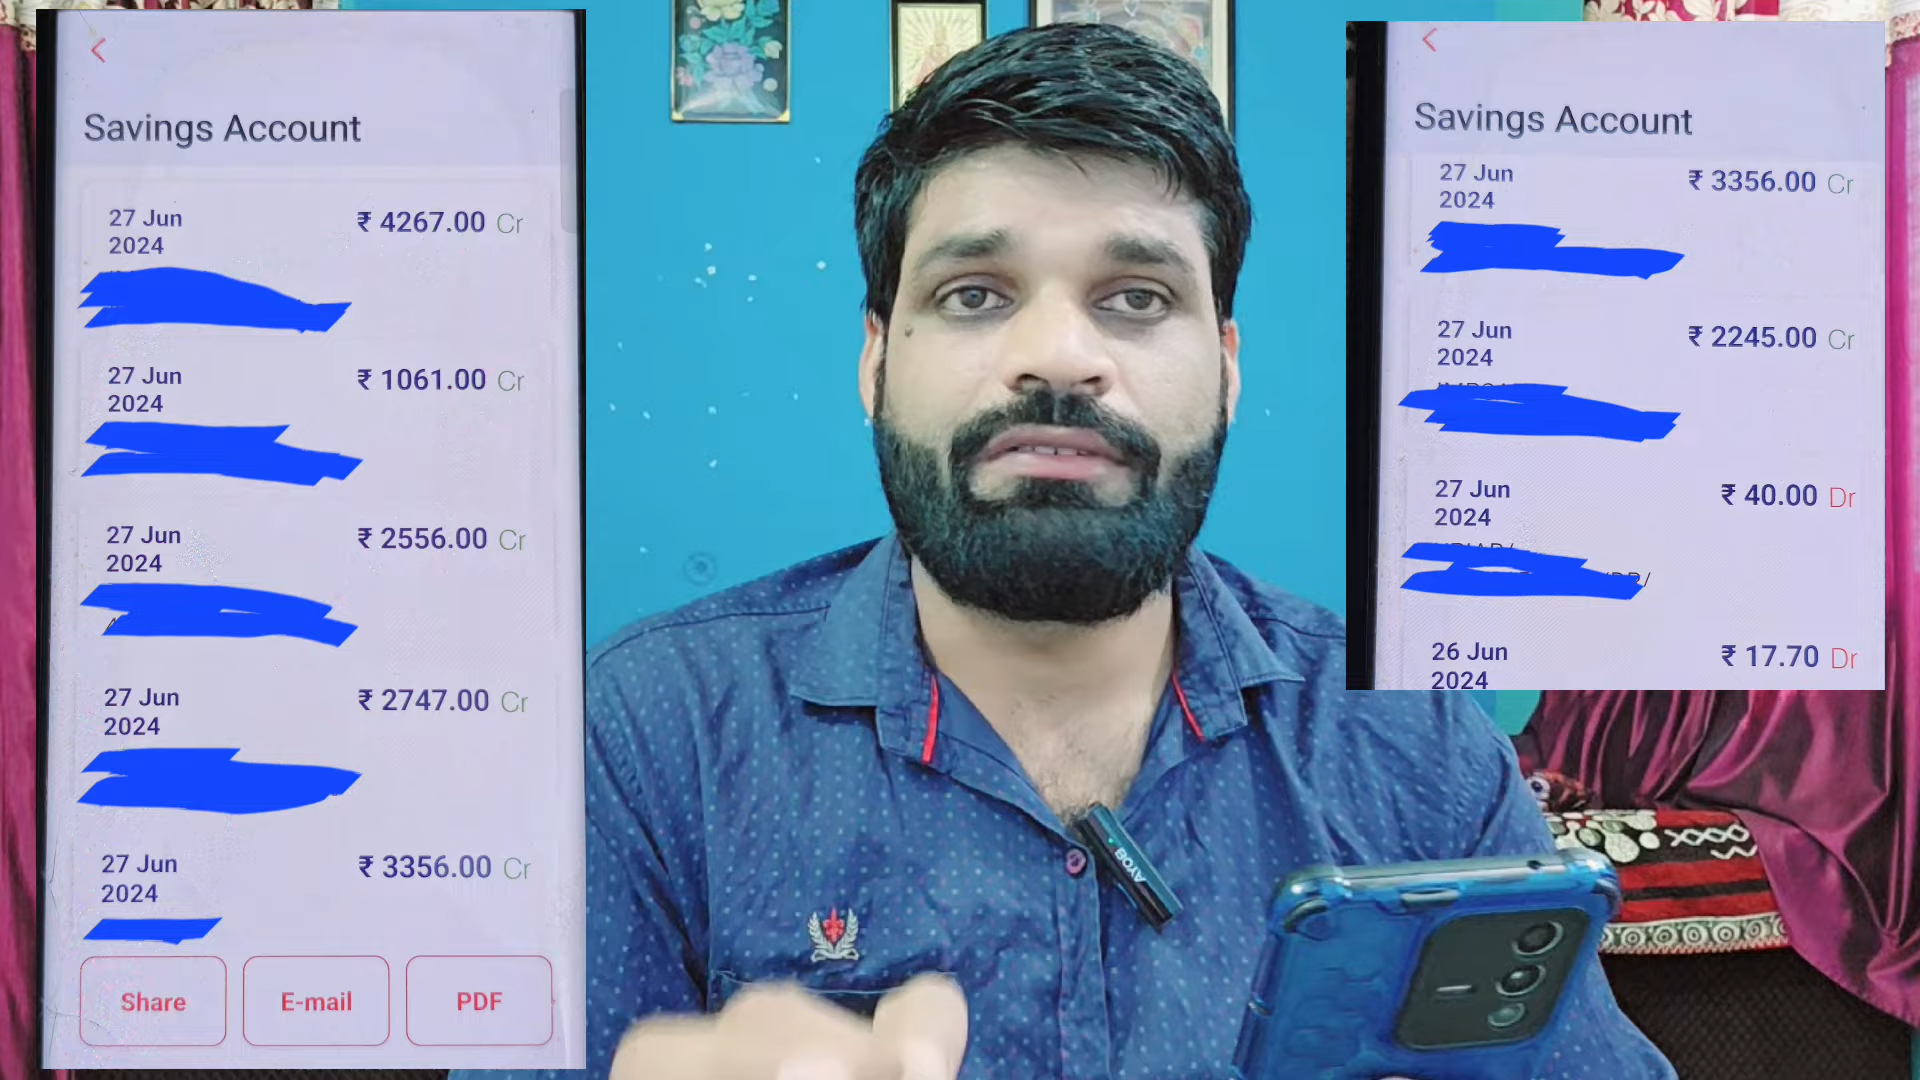 Savings Account
27 Jun
2024
₹ 4267.00 Cr
27 Jun
2024
₹ 1061.00 Cr
27 Jun
2024
₹ 2556.00 Cr
27 Jun
2024
₹ 2747.00 Cr
27 Jun
2024
₹ 3356.00 Cr
Share
E-mail
PDF
Savings Account
27 Jun
2024
₹ 3356.00 Cr
27 Jun
2024
₹ 2245.00 Cr
27 Jun
2024
₹ 40.00 Dr
26 Jun
2024
₹ 17.70 Dr